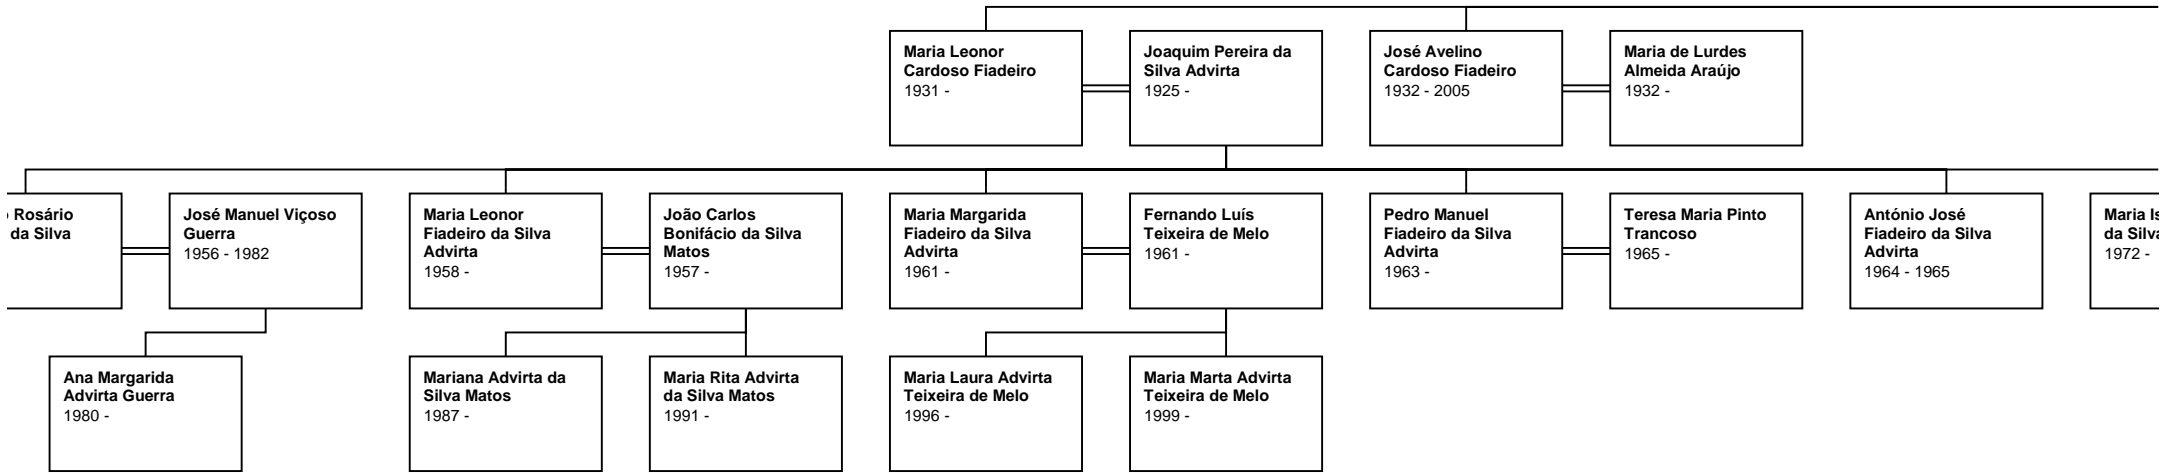 Maria Leonor
Cardoso Fiadeiro
1931 -
Joaquim Pereira da
Silva Advirta
1925 -
José Avelino
Cardoso Fiadeiro
1932 - 2005
Maria de Lurdes
Almeida Araújo
1932 -
Rosário
da Silva
José Manuel Viçoso
Guerra
1956 - 1982
Maria Leonor
Fiadeiro da Silva
Advirta
1958 -
João Carlos
Bonifácio da Silva
Matos
1957 -
Maria Margarida
Fiadeiro da Silva
Advirta
1961 -
Fernando Luís
Teixeira de Melo
1961 -
Pedro Manuel
Fiadeiro da Silva
Advirta
1963 -
Teresa Maria Pinto
Trancoso
1965 -
António José
Fiadeiro da Silva
Advirta
1964 - 1965
Maria
da
1972 -
Ana Margarida
Advirta Guerra
1980 -
Mariana Advirta da
Silva Matos
1987 -
Maria Rita Advirta
da Silva Matos
1991 -
Maria Laura Advirta
Teixeira de Melo
1996 -
Maria Marta Advirta
Teixeira de Melo
1999 -